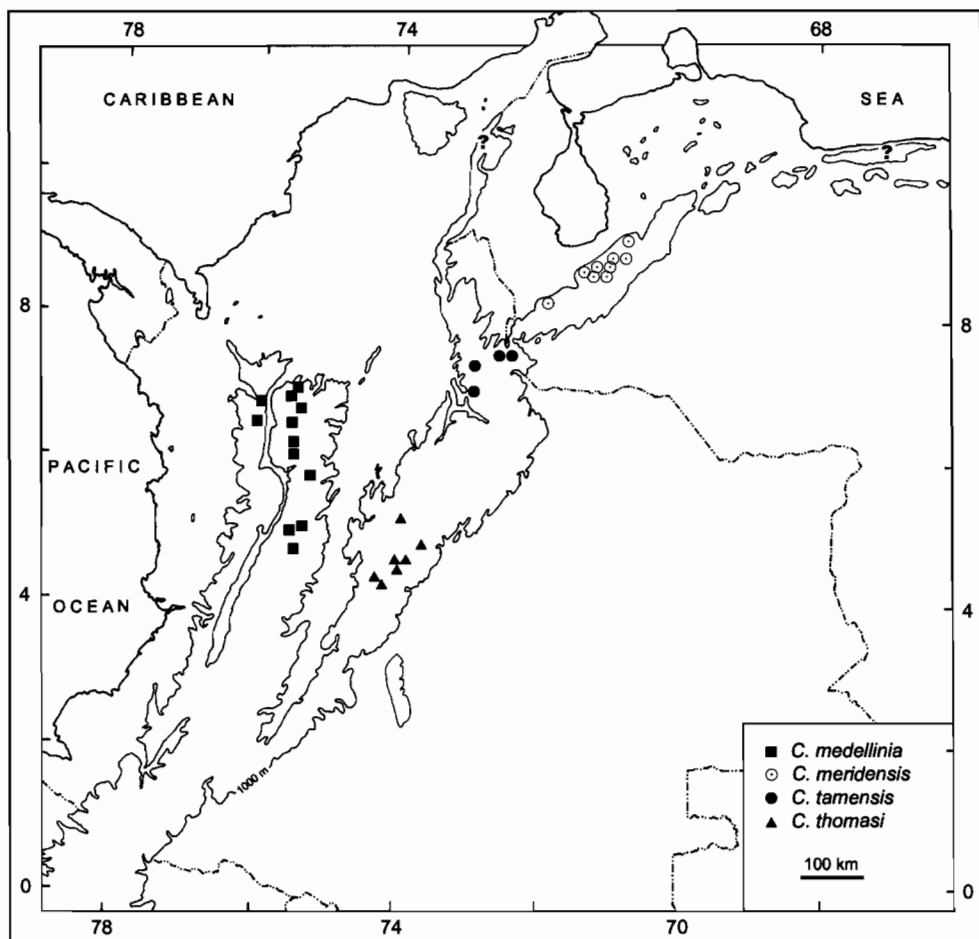 78 74 68
CARIBBEAN SEA
?
?
8 8
PACIFIC
OCEAN
4 4
1000 m
C. medellinia
C. meridensis
C. tamensis
C. thomasi
100 km
0 0
78 74 70